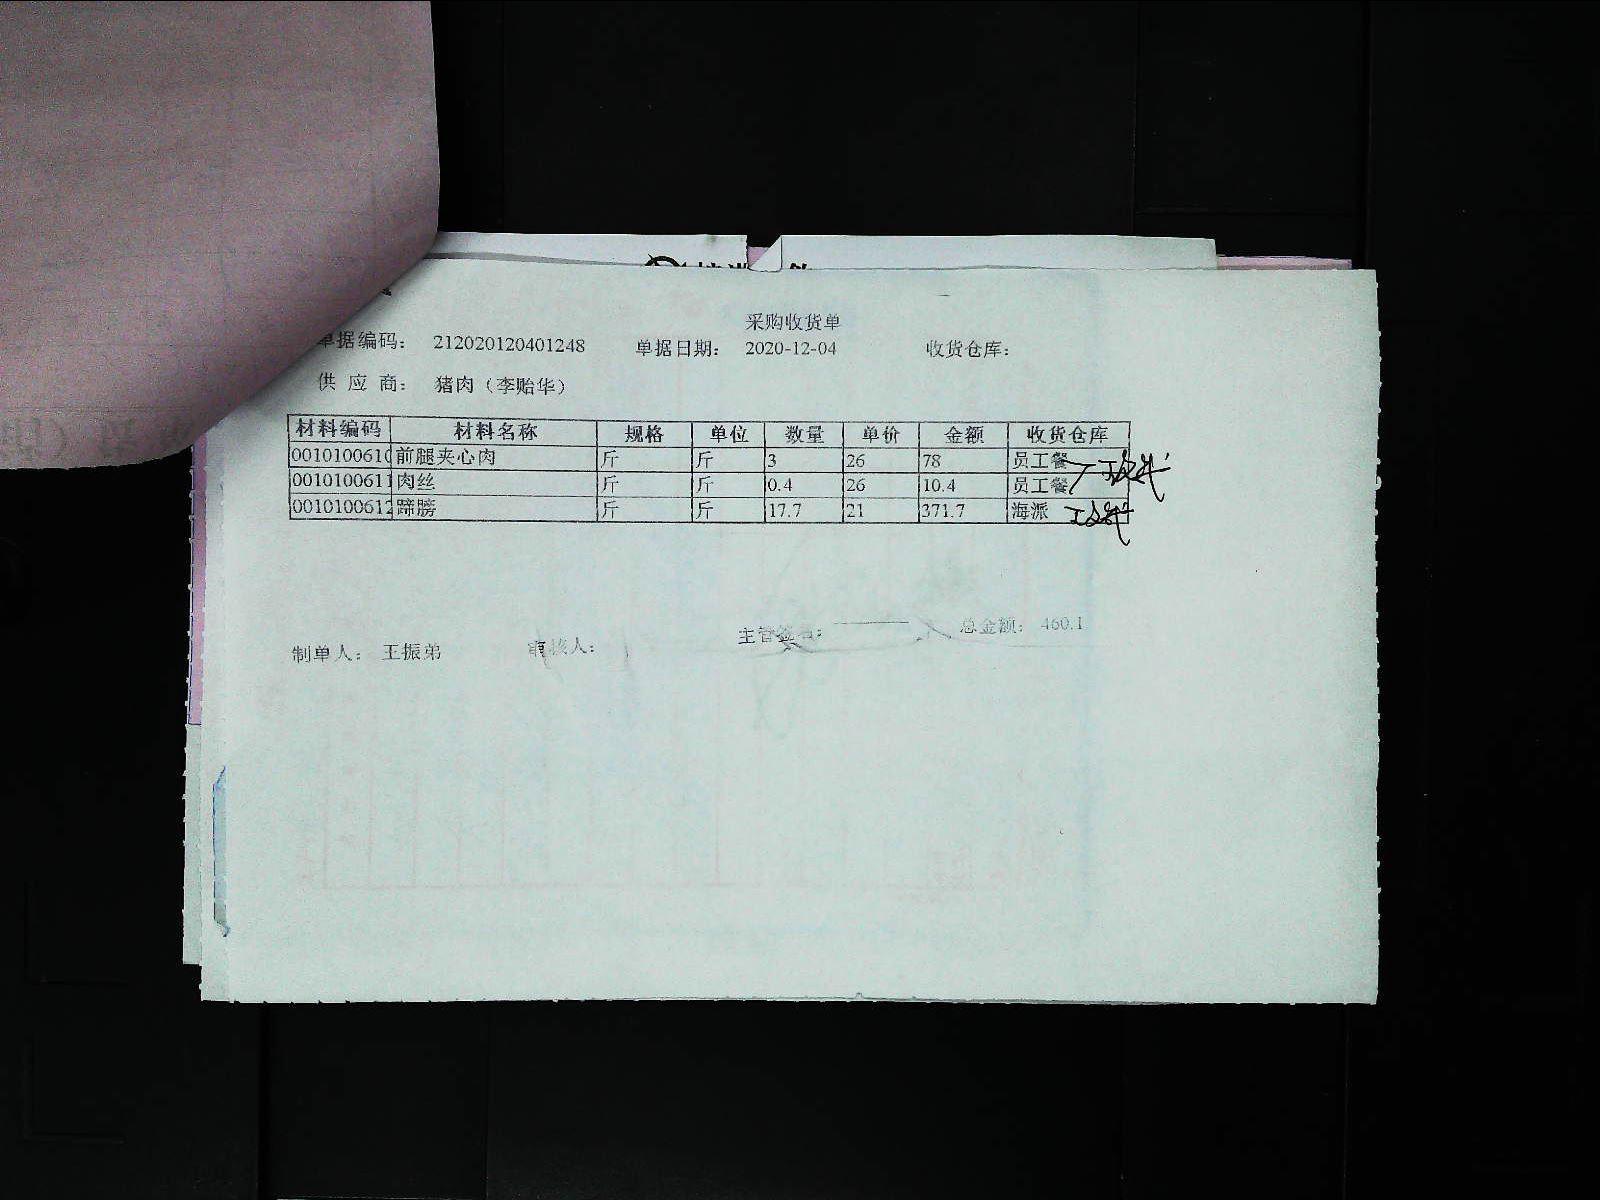 采购收货单
单据编码： 212020120401248 单据日期： 2020-12-04 收货仓库：
供 应 商： 猪肉（李贻华）
材料编码 材料名称 规格 单位 数量 单价 金额 收货仓库
0010100610 前腿夹心肉 斤 斤 3 26 78 员工餐
0010100611 肉丝 斤 斤 0.4 26 10.4 员工餐
0010100612 蹄膀 斤 斤 17.7 21 371.7 海派
制单人： 王振弟 审核人： 主管签名： 总金额： 460.1